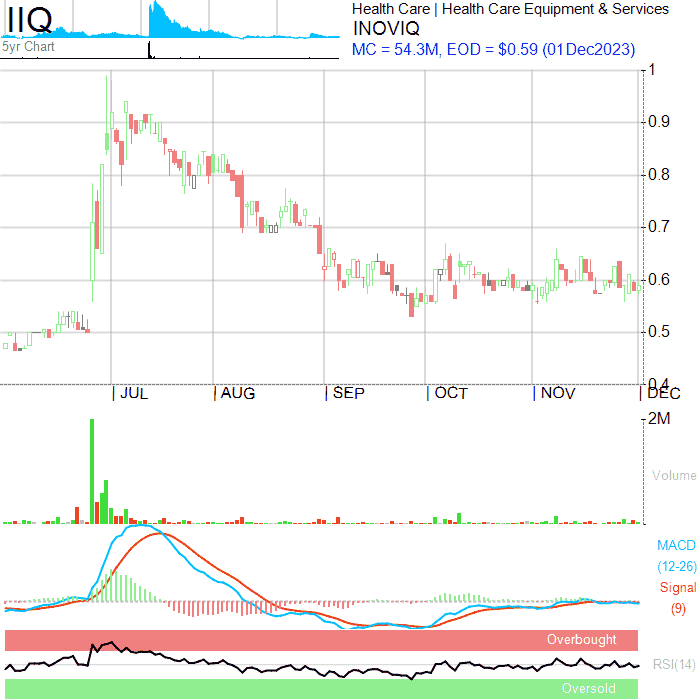 IIQ
5yr Chart
Health Care | Health Care Equipment & Services
INOVIQ
MC = 54.3M, EOD = $0.59 (01Dec2023)
1
0.9
0.8
0.7
0.6
0.5
0.4
| JUL | AUG | SEP | OCT | NOV | DEC
2M
Volume
MACD
(12-26)
Signal
(9)
Overbought
RSI(14)
Oversold